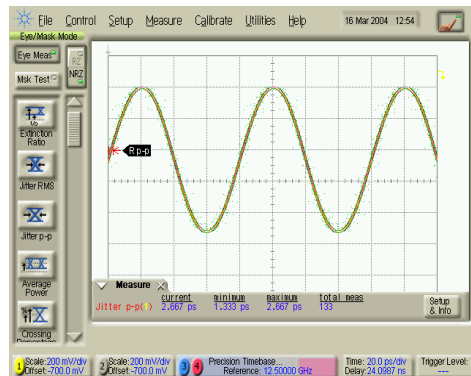 File Control Setup Measure Calibrate Utilities Help 16 Mar 2004 12:54
Eye/Mask Mode
Eye Meas
RZ
NRZ
Msk Test
Extinction
Ratio
Jitter RMS
Jitter p-p
Average
Power
Crossing
R p-p
Measure
current minimum maximum total meas
Jitter p-p( ) 2.667 ps 1.333 ps 2.667 ps 133
Setup
& Info
1 Scale: 200 mV/div
Offset: -700.0 mV
2 Scale: 200 mV/div
Offset: -700.0 mV
3 4 Precision Timebase...
Reference: 12.50000 GHz
Time: 20.0 ps/div
Delay: 24.0987 ns
Trigger Level:
---